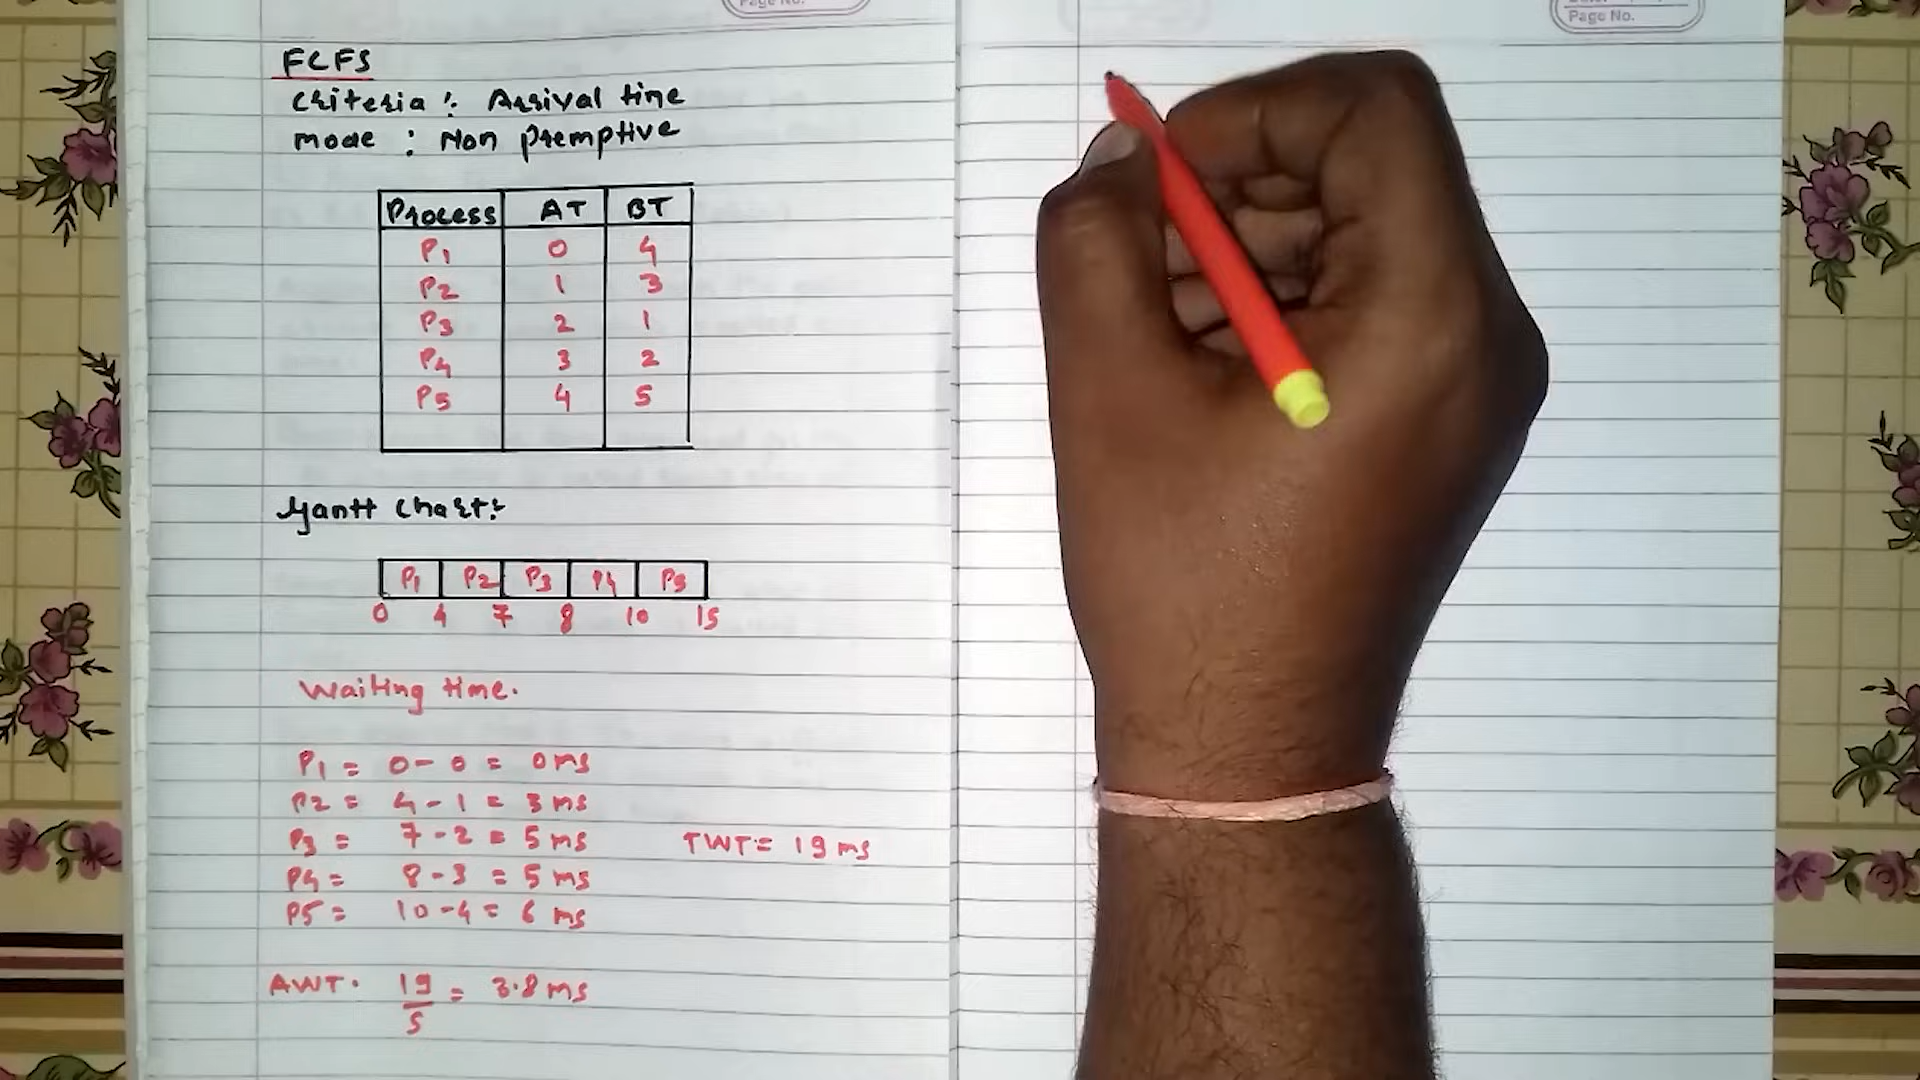 Page No.
FCFS
Criteria : Arrival time
mode : Non Premptive
Process AT BT
P1 0 4
P2 1 3
P3 2 1
P4 3 2
P5 4 5
Gantt Chart:
P1 P2 P3 P4 P5
0 4 7 8 10 15
Waiting time.
P1 = 0 - 0 = 0 ms
P2 = 4 - 1 = 3 ms
P3 = 7 - 2 = 5 ms TWT = 19 ms
P4 = 8 - 3 = 5 ms
P5 = 10 - 4 = 6 ms
AWT. 19/5 = 3.8 ms
Page No.